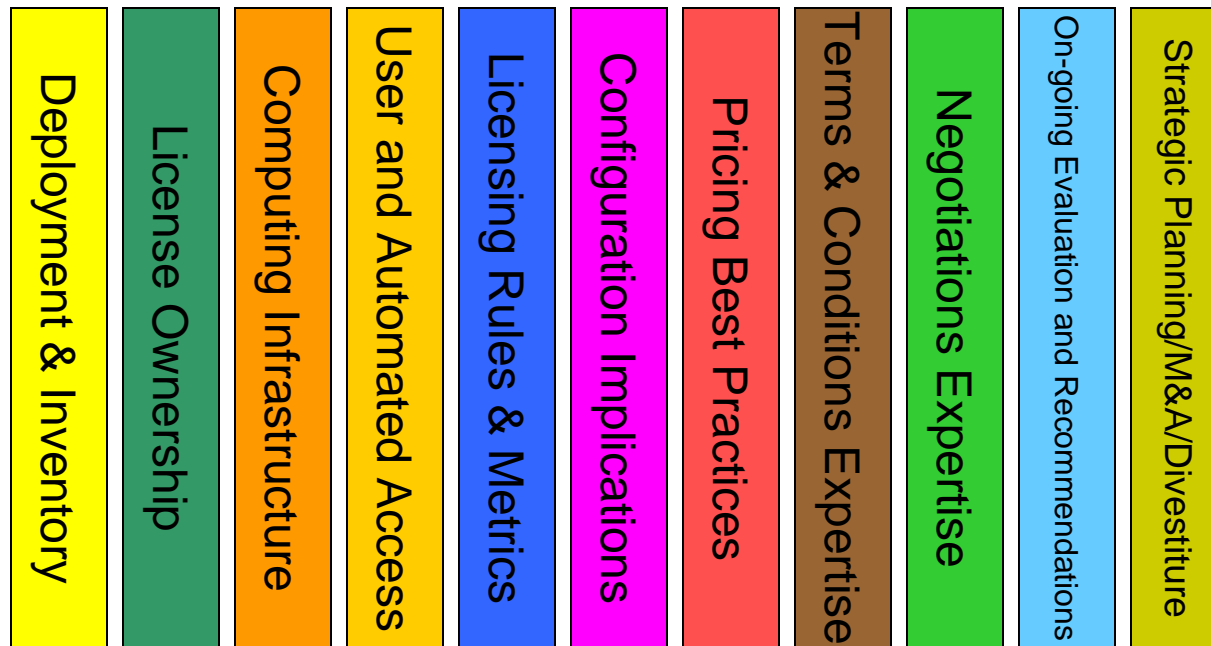 Deployment & Inventory
License Ownership
Computing Infrastructure
User and Automated Access
Licensing Rules & Metrics
Configuration Implications
Pricing Best Practices
Terms & Conditions Expertise
Negotiations Expertise
On-going Evaluation and Recommendations
Strategic Planning/M&A/Divestiture